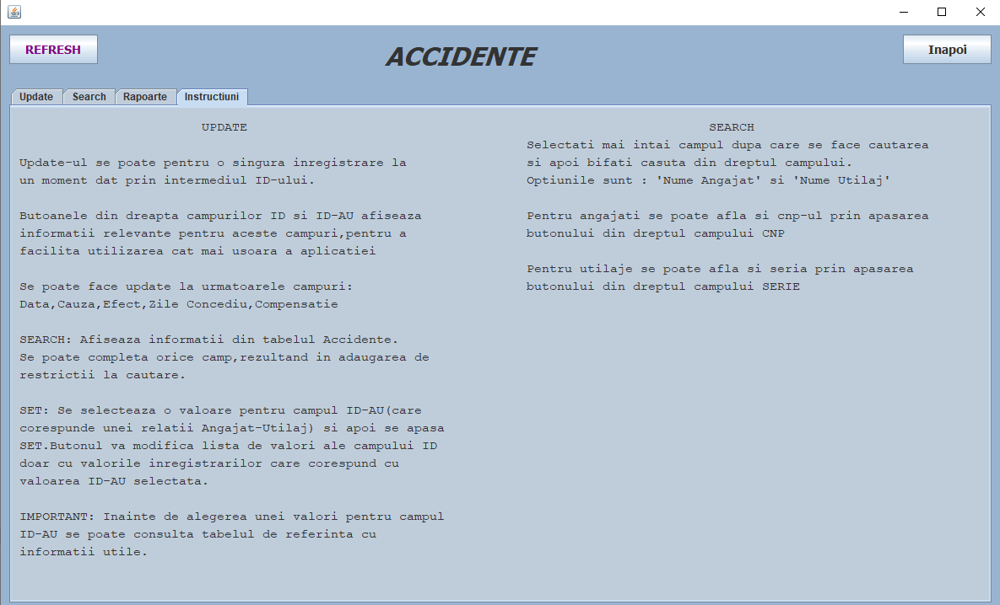 REFRESH
ACCIDENTE
Inapoi
Update
Search
Rapoarte
Instructiuni
UPDATE
Update-ul se poate pentru o singura inregistrare la
un moment dat prin intermediul ID-ului.
Butoanele din dreapta campurilor ID si ID-AU afiseaza
informatii relevante pentru aceste campuri,pentru a
facilita utilizarea cat mai usoara a aplicatiei
Se poate face update la urmatoarele campuri:
Data,Cauza,Efect,Zile Concediu,Compensatie
SEARCH: Afiseaza informatii din tabelul Accidente.
Se poate completa orice camp,rezultand in adaugarea de
restrictii la cautare.
SET: Se selecteaza o valoare pentru campul ID-AU(care
corespunde unei relatii Angajat-Utilaj) si apoi se apasa
SET.Butonul va modifica lista de valori ale campului ID
doar cu valorile inregistrarilor care corespund cu
valoarea ID-AU selectata.
IMPORTANT: Inainte de alegerea unei valori pentru campul
ID-AU se poate consulta tabelul de referinta cu
informatii utile.
SEARCH
Selectati mai intai campul dupa care se face cautarea
si apoi bifati casuta din dreptul campului.
Optiunile sunt : 'Nume Angajat' si 'Nume Utilaj'
Pentru angajati se poate afla si cnp-ul prin apasarea
butonului din dreptul campului CNP
Pentru utilaje se poate afla si seria prin apasarea
butonului din dreptul campului SERIE